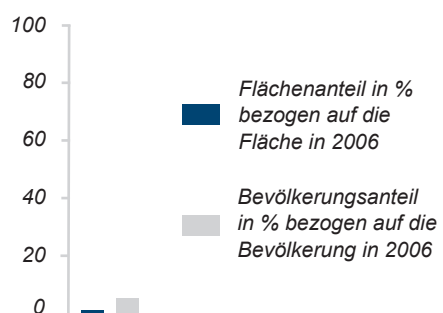 100
80
60
40
20
0
Flächenanteil in %
bezogen auf die
Fläche in 2006
Bevölkerungsanteil
in % bezogen auf die
Bevölkerung in 2006